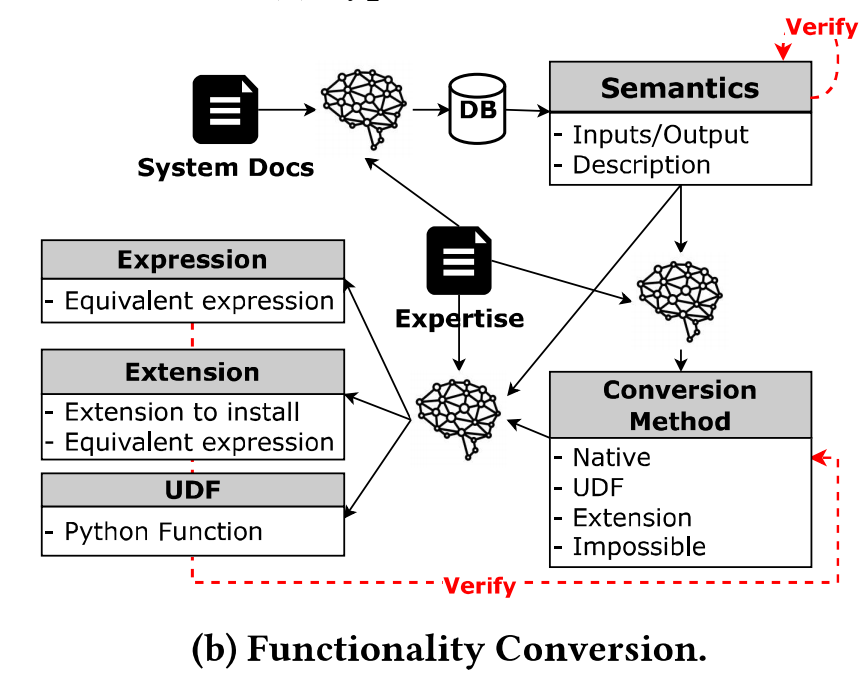 Verify
Semantics
- Inputs/Output
- Description
DB
System Docs
Expertise
Expression
- Equivalent expression
Extension
- Extension to install
- Equivalent expression
UDF
- Python Function
Conversion
Method
- Native
- UDF
- Extension
- Impossible
Verify
(b) Functionality Conversion.